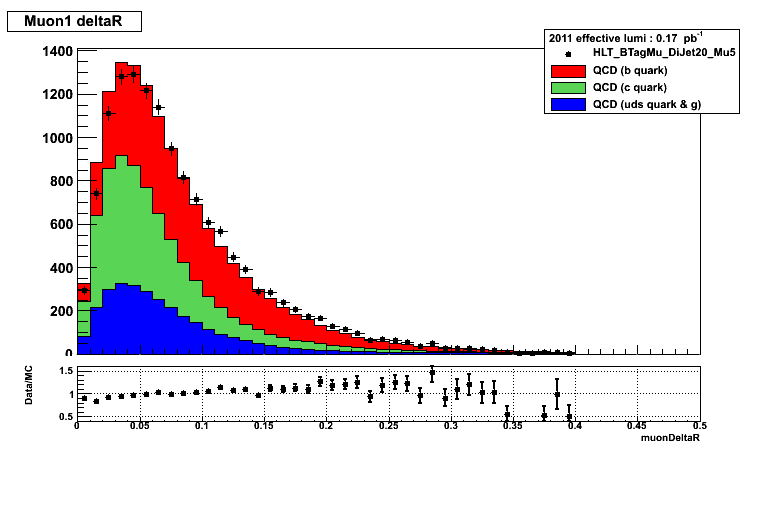 Muon1 deltaR
2011 effective lumi : 0.17 pb-1
HLT_BTagMu_DiJet20_Mu5
QCD (b quark)
QCD (c quark)
QCD (uds quark & g)
1400
1200
1000
800
600
400
200
0
Data/MC
1.5
1
0.5
0 0.05 0.1 0.15 0.2 0.25 0.3 0.35 0.4 0.45 0.5
muonDeltaR